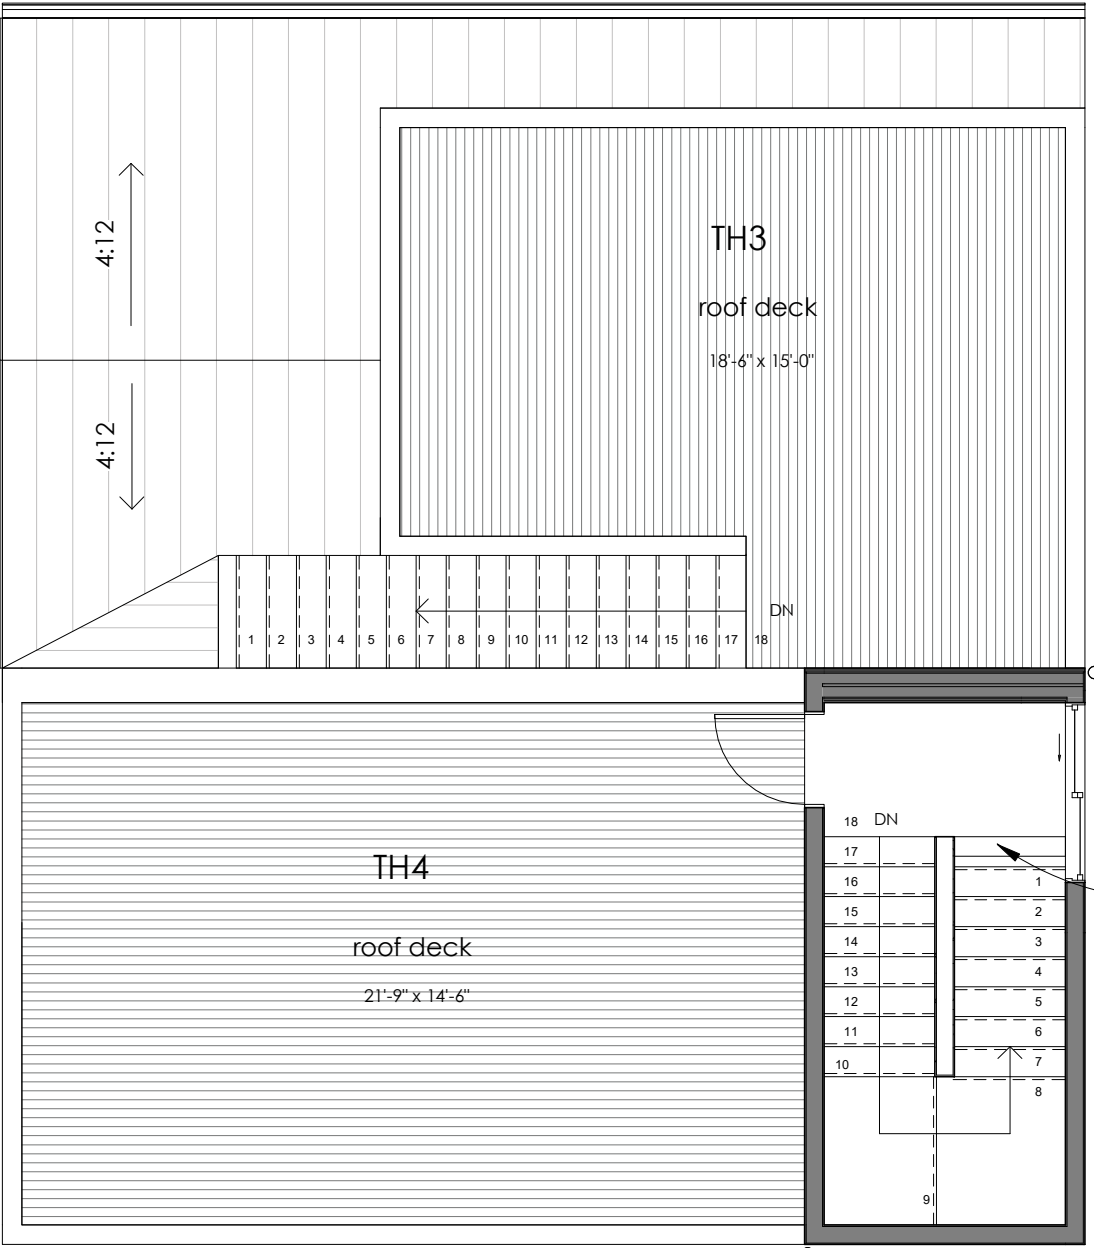 TH3
4:12
roof deck
18'-6" x 15'-0"
4:12
DN
1 2 3 4 5 6 7 8 9 10 11 12 13 14 15 16 17 18
18 DN
17
TH4
16 1
15 2
14 3
roof deck
13 4
21'-9" x 14'-6"
12 5
11 6
10 7
8
9